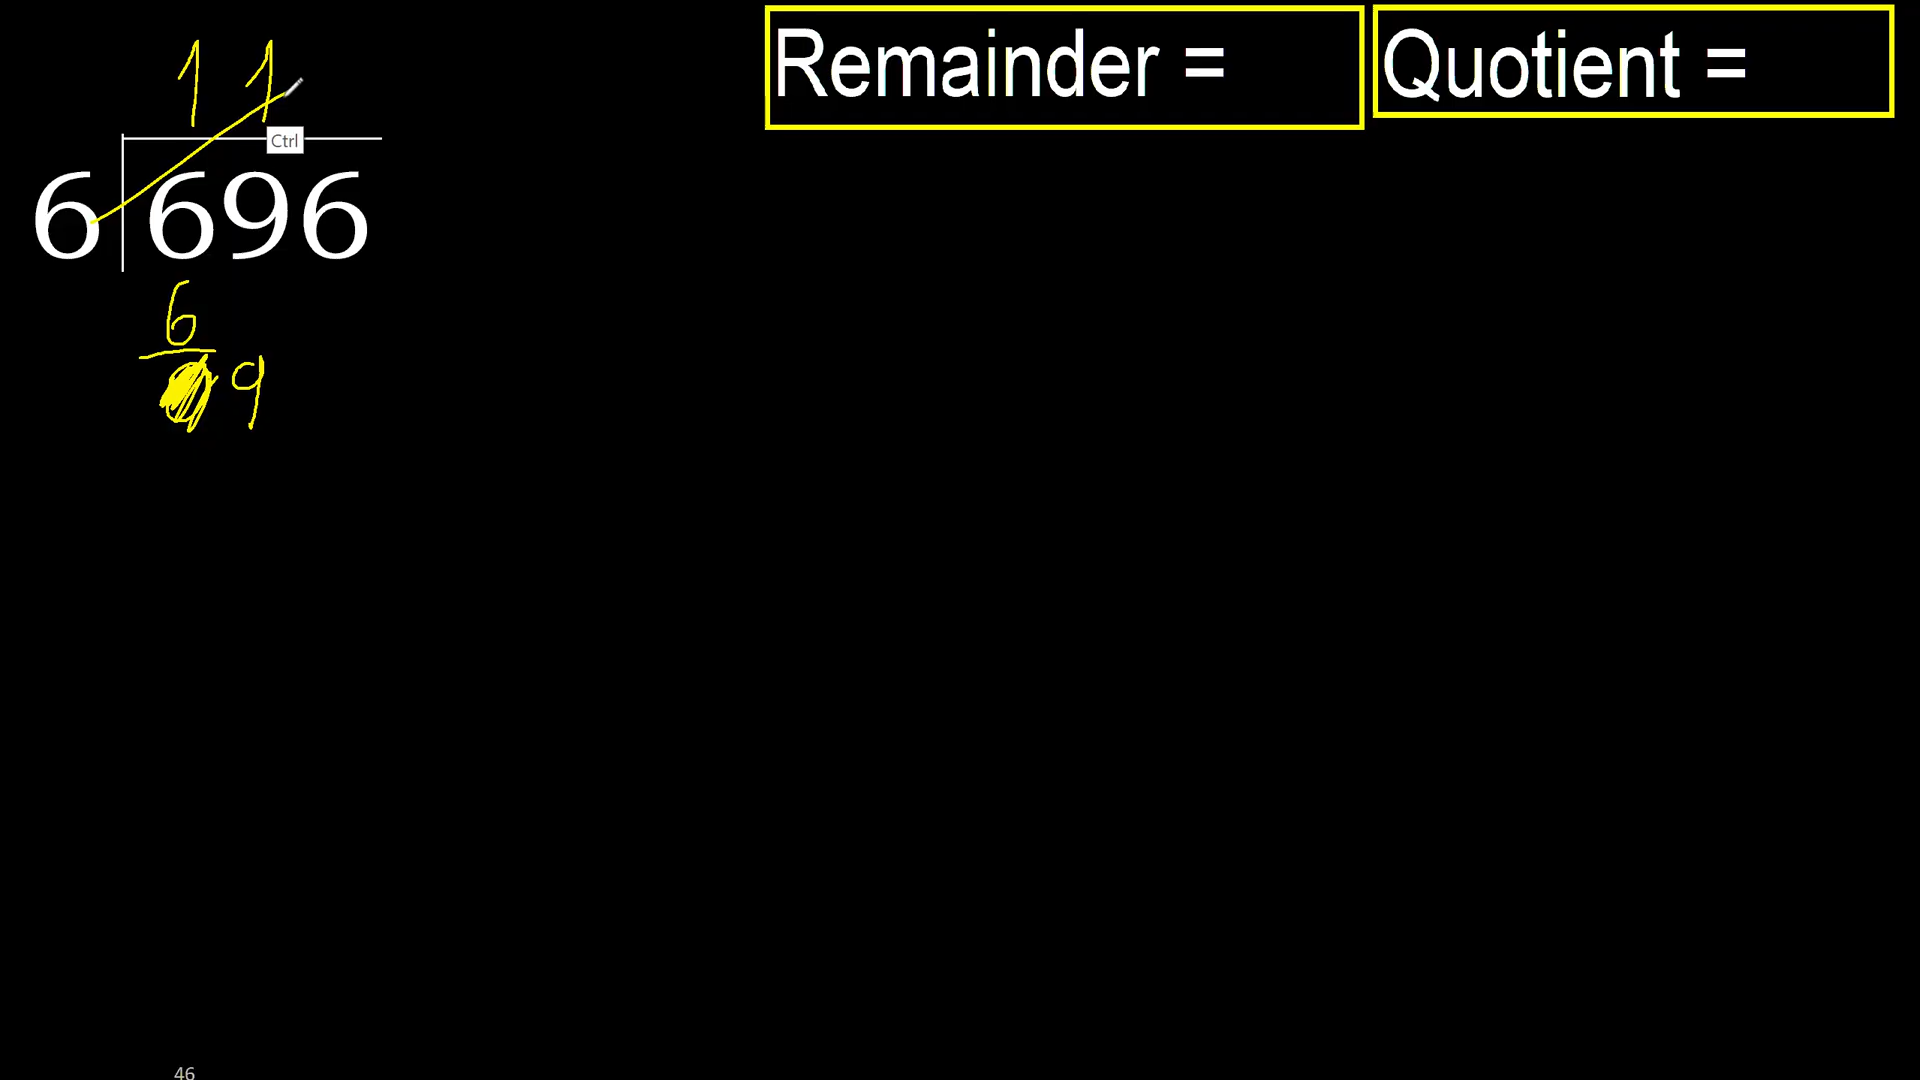 1 1
Remainder =
Quotient =
Ctrl
6 696
6
9
46